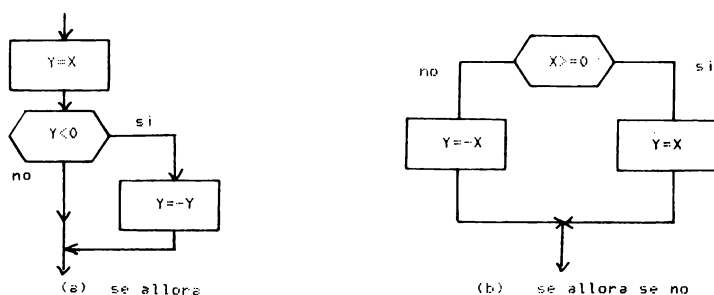 Y=X
Y<0
si
no
Y=-Y
(a) se allora
X>=0
no
si
Y=-X
Y=X
(b) se allora se no